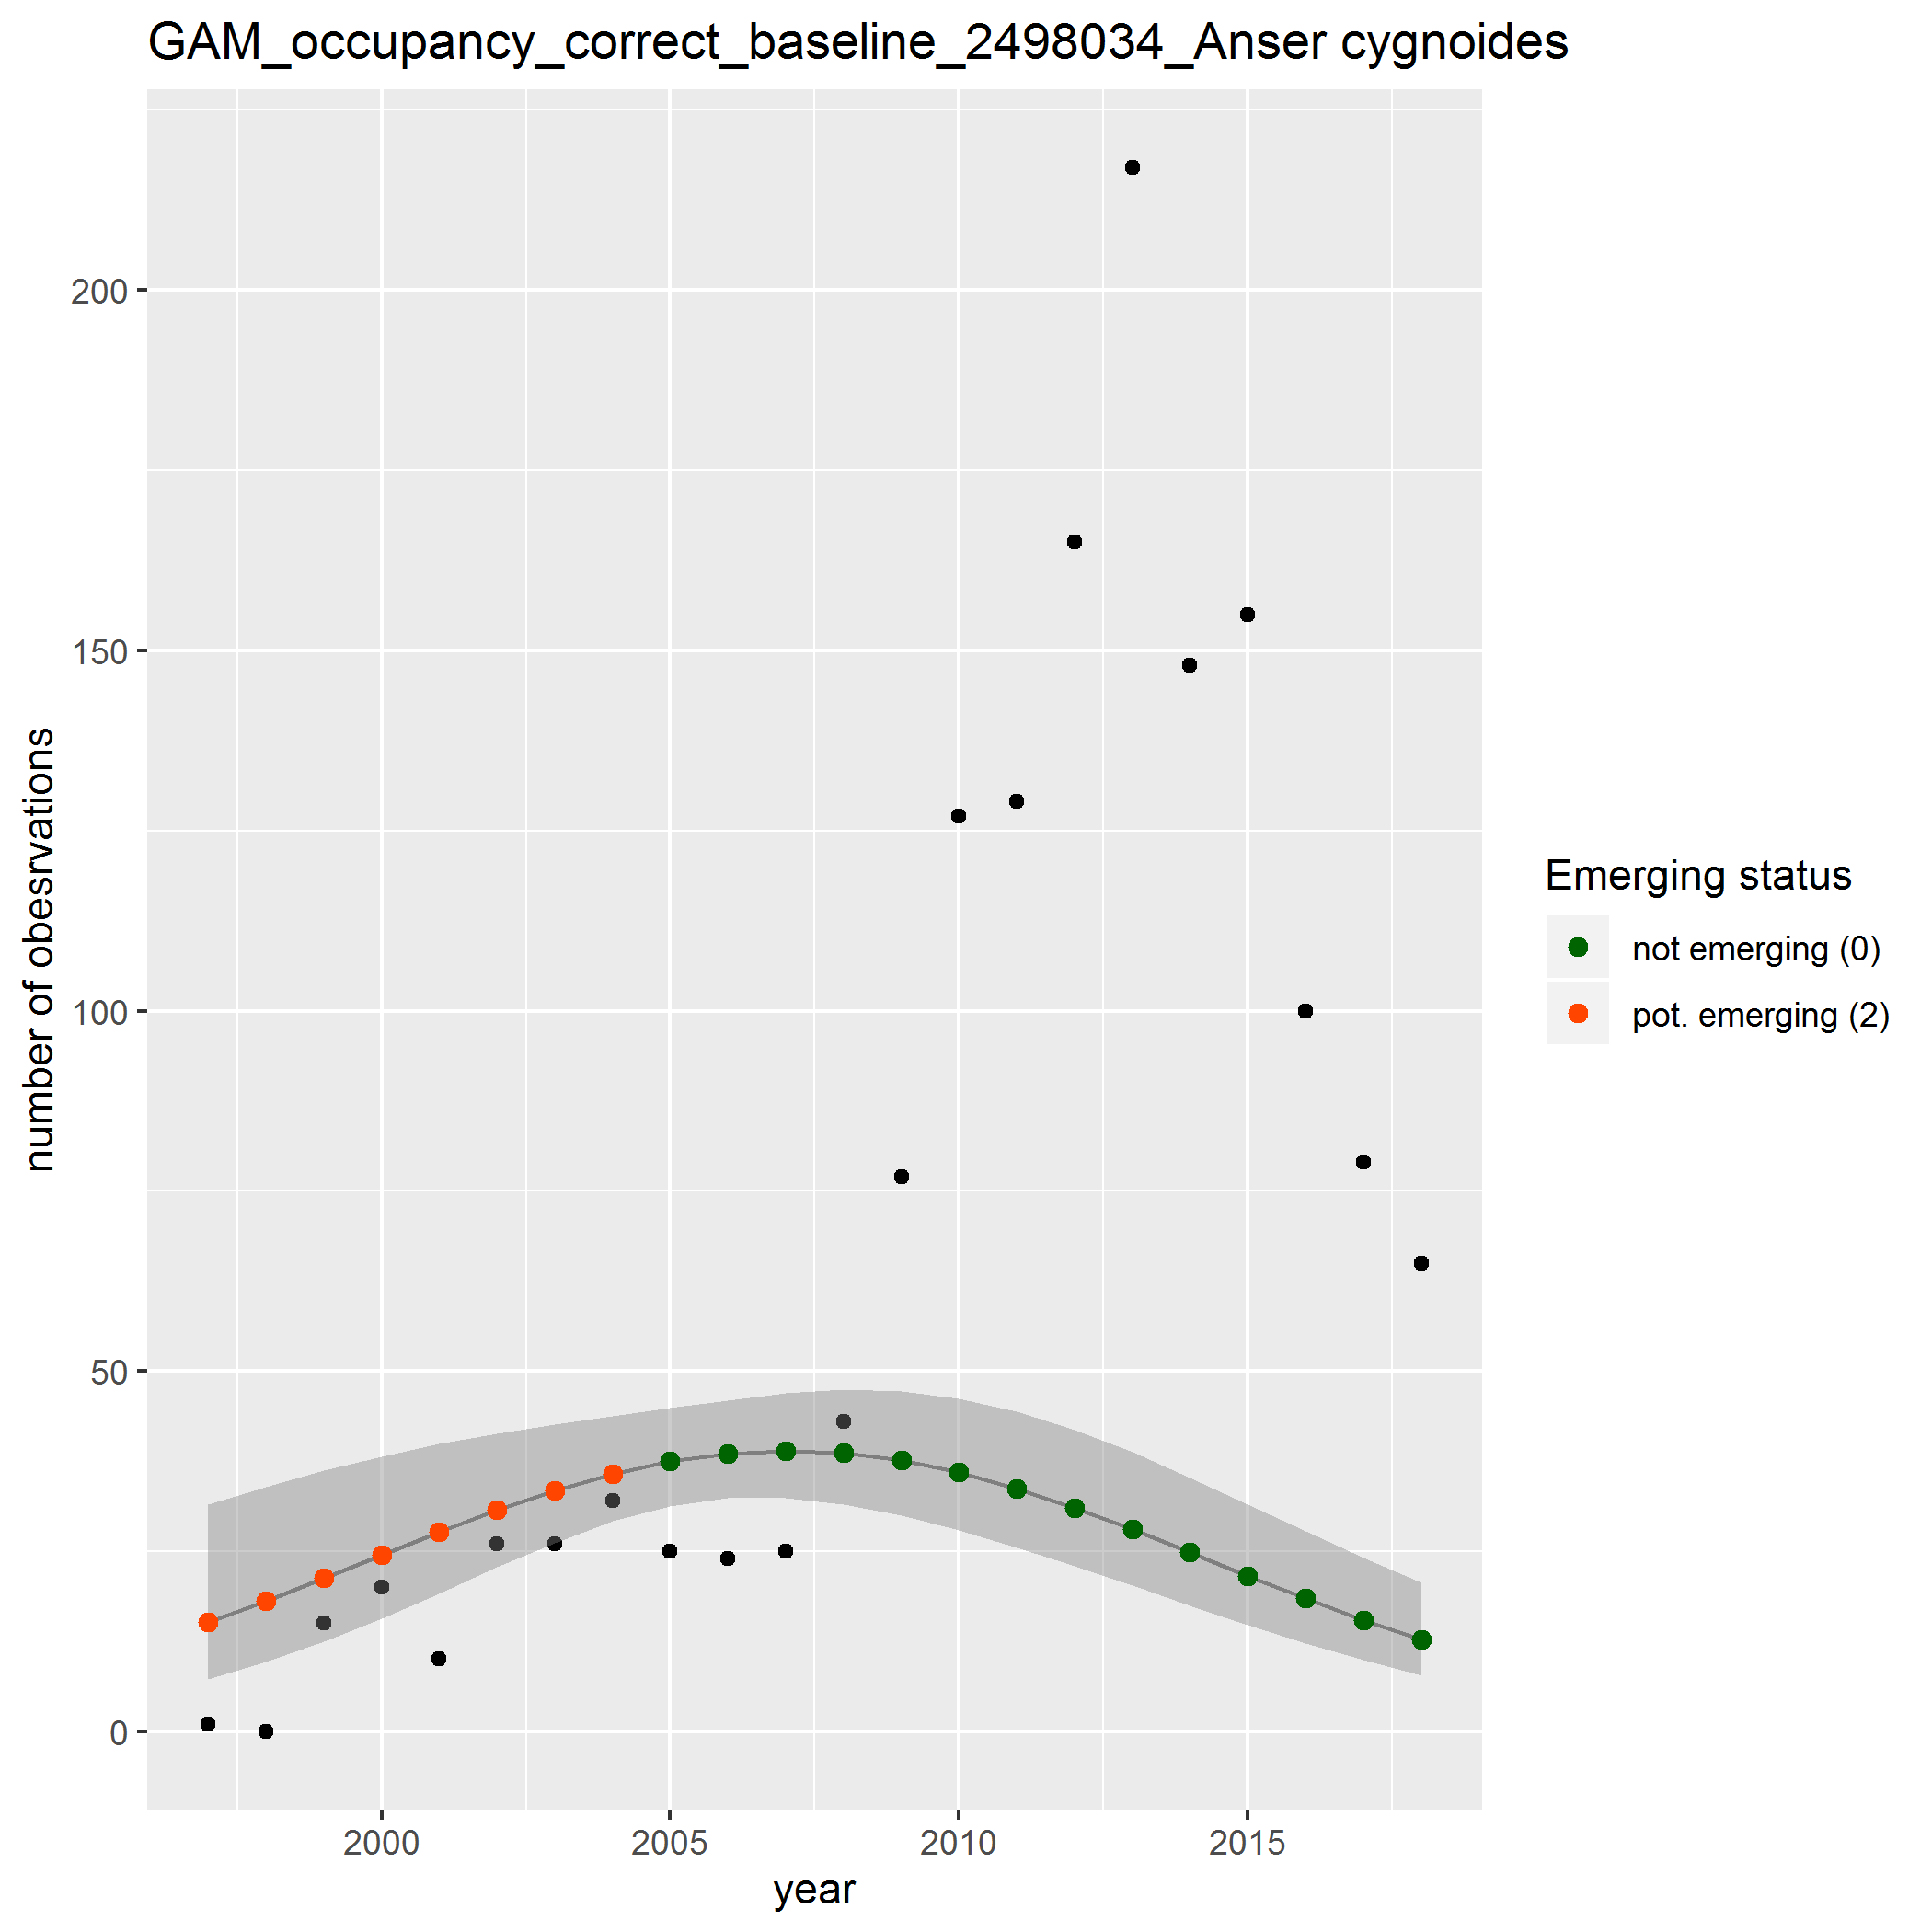 GAM_occupancy_correct_baseline_2498034_Anser cygnoides
number of obesrvations
200
150
100
50
0
2000
2005
2010
2015
year
Emerging status
not emerging (0)
pot. emerging (2)